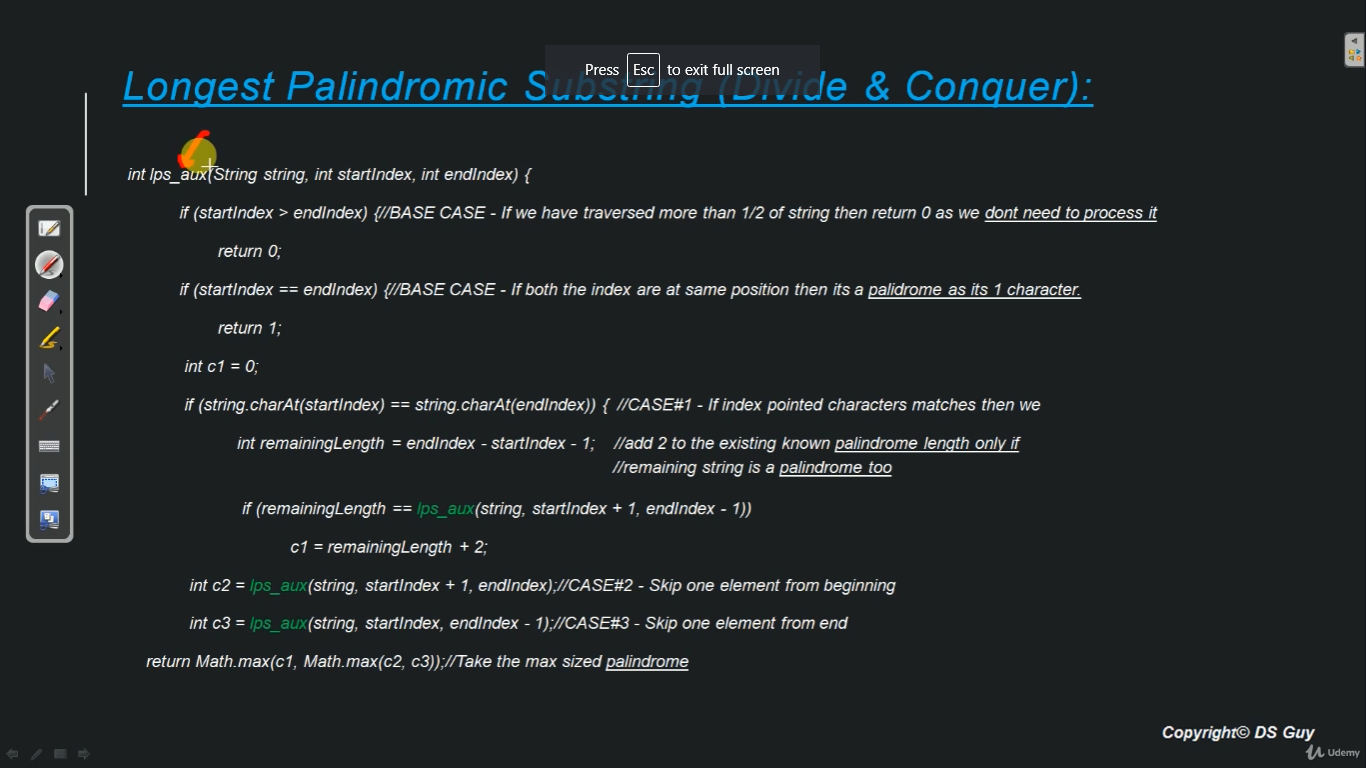 Press Esc to exit full screen
Longest Palindromic Substring (Divide & Conquer):
int lps_aux(String string, int startIndex, int endIndex) {
if (startIndex > endIndex) {//BASE CASE - If we have traversed more than 1/2 of string then return 0 as we dont need to process it
return 0;
if (startIndex == endIndex) {//BASE CASE - If both the index are at same position then its a palidrome as its 1 character.
return 1;
int c1 = 0;
if (string.charAt(startIndex) == string.charAt(endIndex)) { //CASE#1 - If index pointed characters matches then we
int remainingLength = endIndex - startIndex - 1; //add 2 to the existing known palindrome length only if
//remaining string is a palindrome too
if (remainingLength == lps_aux(string, startIndex + 1, endIndex - 1))
c1 = remainingLength + 2;
int c2 = lps_aux(string, startIndex + 1, endIndex);//CASE#2 - Skip one element from beginning
int c3 = lps_aux(string, startIndex, endIndex - 1);//CASE#3 - Skip one element from end
return Math.max(c1, Math.max(c2, c3));//Take the max sized palindrome
Copyright© DS Guy
Udemy